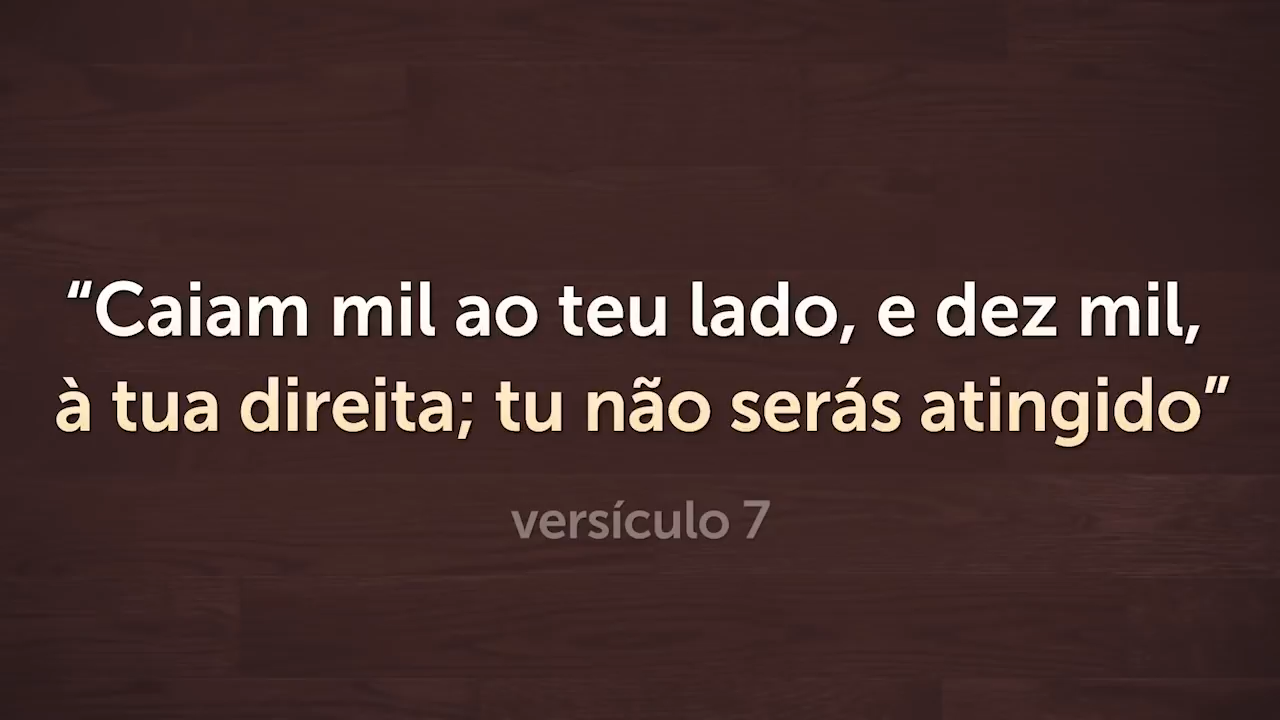 “Caiam mil ao teu lado, e dez mil,
à tua direita; tu não serás atingido”
versículo 7